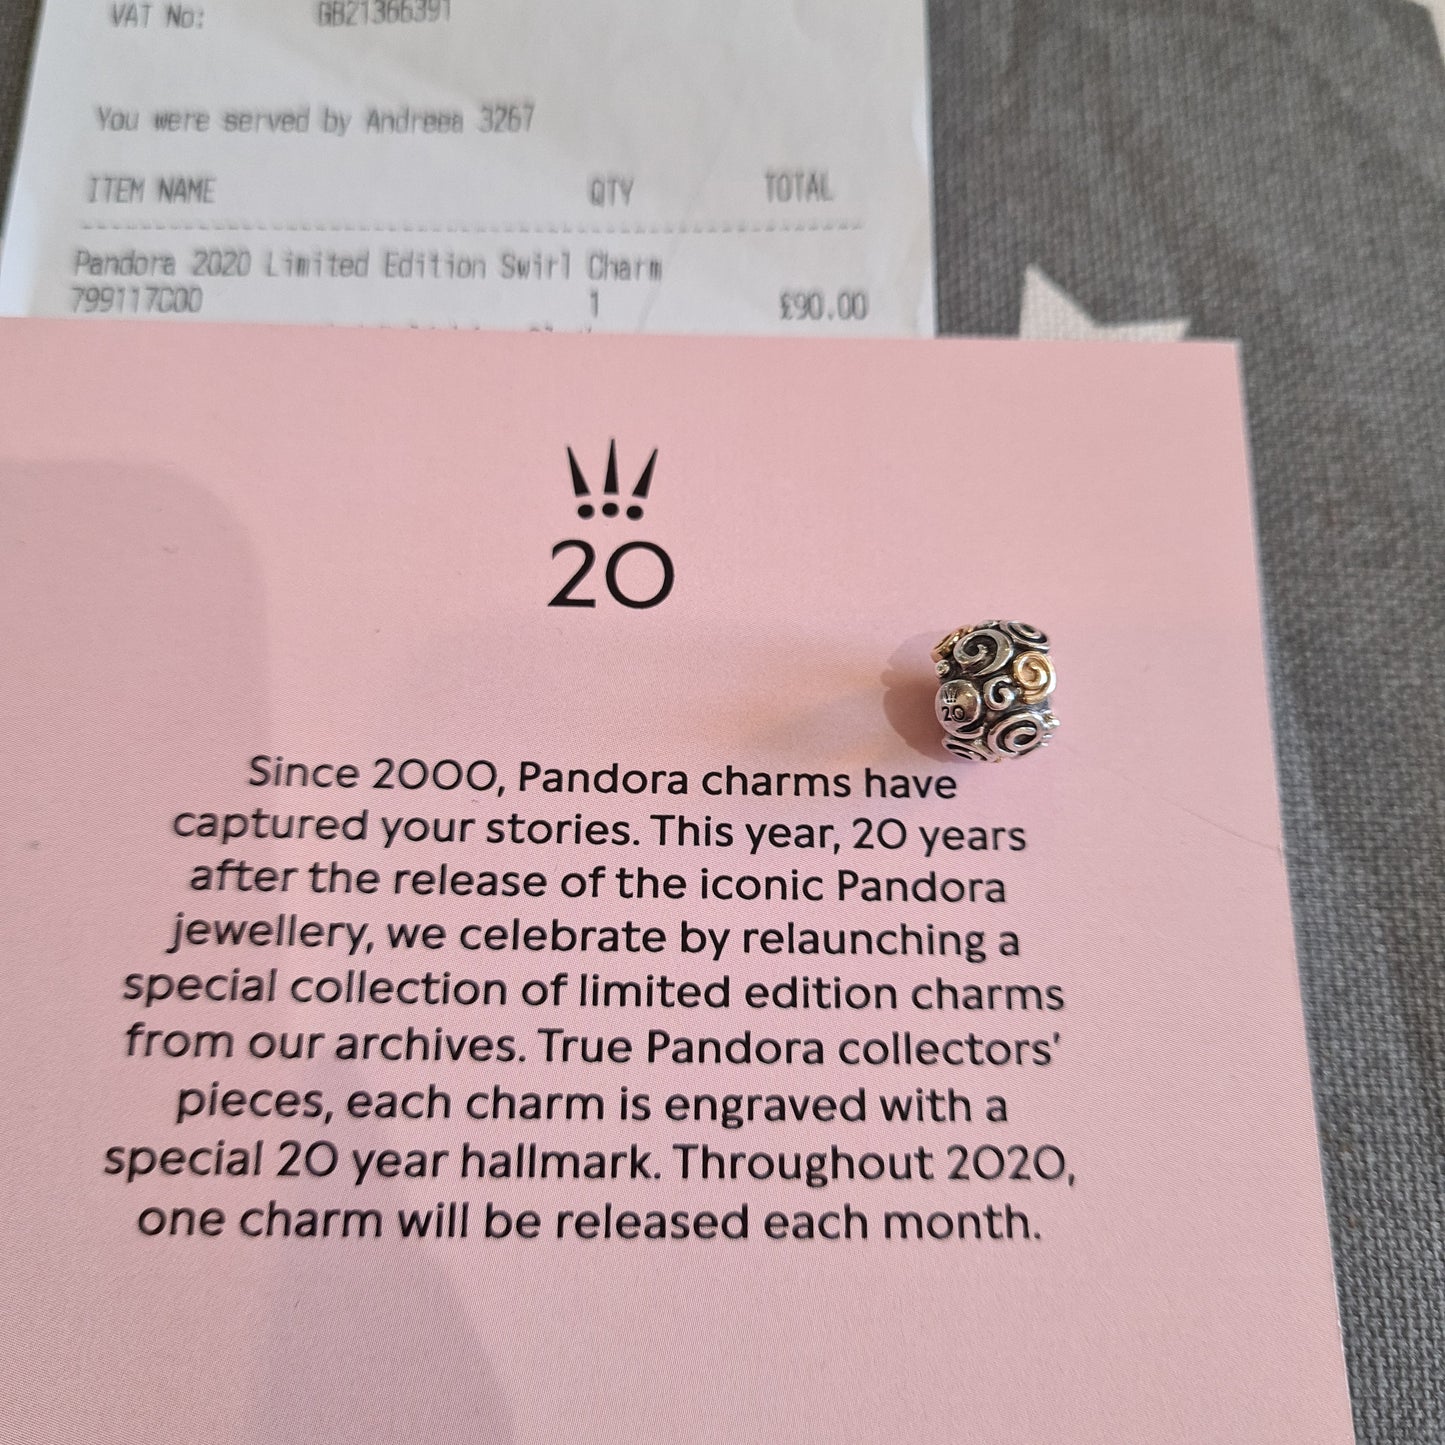 VAT No: GB21366391
You were served by Andreea 3267
ITEM NAME QTY TOTAL
Pandora 2020 Limited Edition Swirl Charm
799117C00 1 £90.00
20
20
Since 2000, Pandora charms have
captured your stories. This year, 20 years
after the release of the iconic Pandora
jewellery, we celebrate by relaunching a
special collection of limited edition charms
from our archives. True Pandora collectors'
pieces, each charm is engraved with a
special 20 year hallmark. Throughout 2020,
one charm will be released each month.